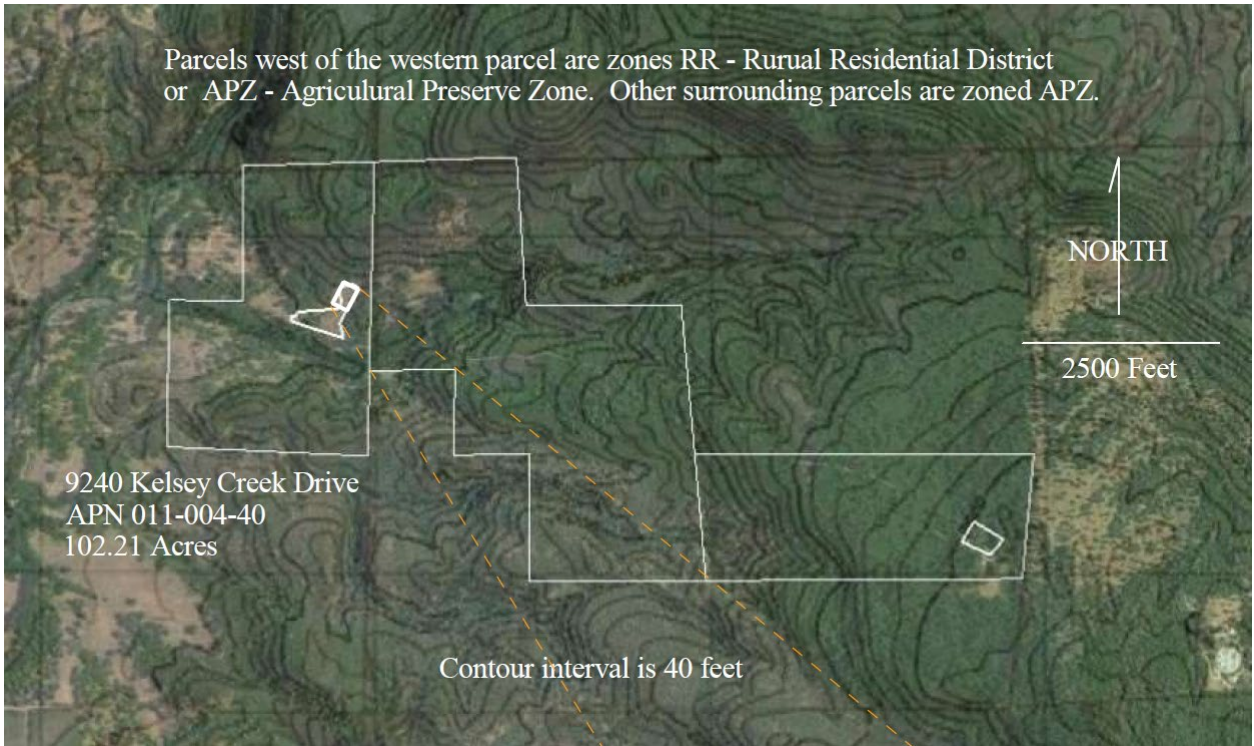 Parcels west of the western parcel are zones RR - Rurual Residential District
or APZ - Agriculural Preserve Zone. Other surrounding parcels are zoned APZ.
NORTH
2500 Feet
9240 Kelsey Creek Drive
APN 011-004-40
102.21 Acres
Contour interval is 40 feet